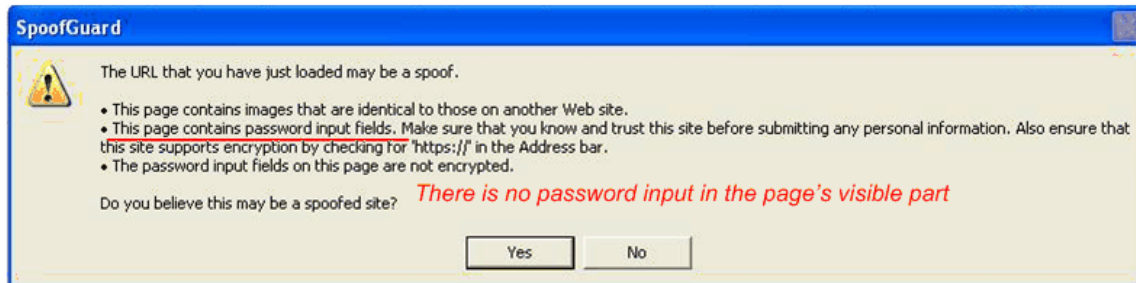 SpoofGuard
The URL that you have just loaded may be a spoof.
• This page contains images that are identical to those on another Web site.
• This page contains password input fields. Make sure that you know and trust this site before submitting any personal information. Also ensure that
this site supports encryption by checking for 'https://' in the Address bar.
• The password input fields on this page are not encrypted.
There is no password input in the page's visible part
Do you believe this may be a spoofed site?
Yes No